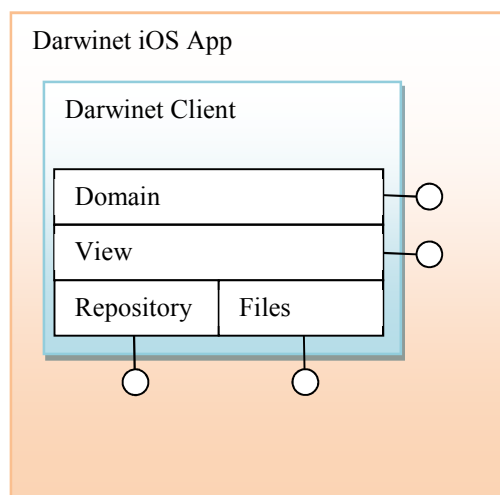 Darwinet iOS App
Darwinet Client
Domain
View
Repository Files